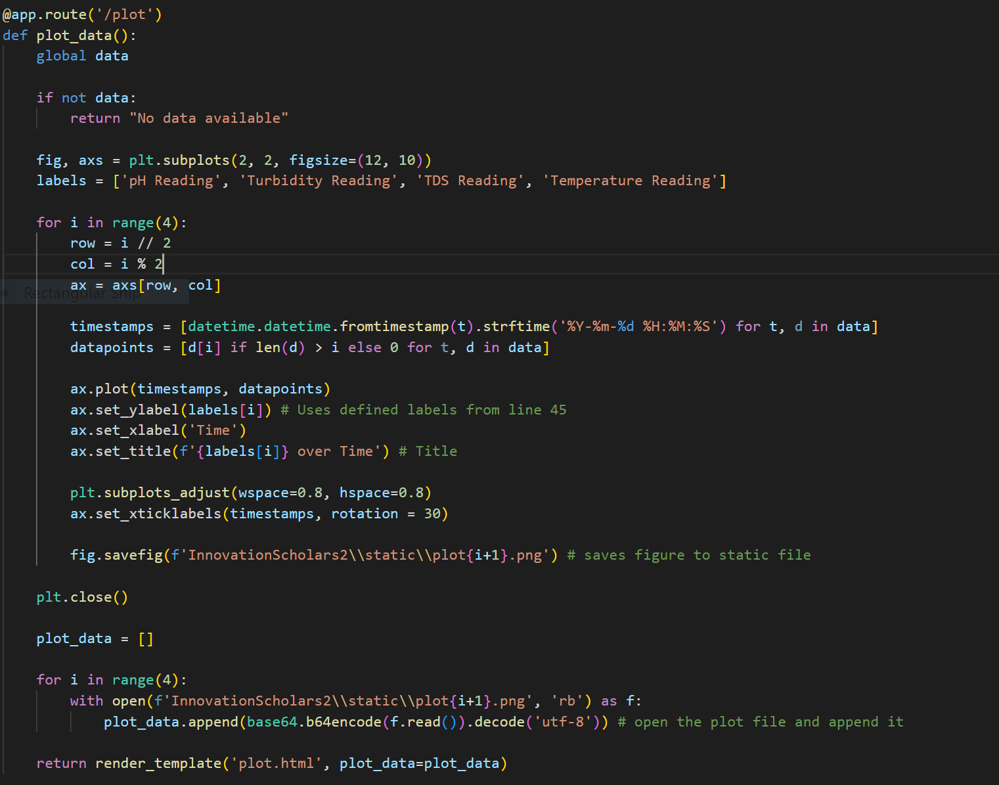 @app.route('/plot')
def plot_data():
    global data

    if not data:
        return "No data available"

    fig, axs = plt.subplots(2, 2, figsize=(12, 10))
    labels = ['pH Reading', 'Turbidity Reading', 'TDS Reading', 'Temperature Reading']

    for i in range(4):
        row = i // 2
        col = i % 2
        ax = axs[row, col]
Rectangular Snip

        timestamps = [datetime.datetime.fromtimestamp(t).strftime('%Y-%m-%d %H:%M:%S') for t, d in data]
        datapoints = [d[i] if len(d) > i else 0 for t, d in data]

        ax.plot(timestamps, datapoints)
        ax.set_ylabel(labels[i]) # Uses defined labels from line 45
        ax.set_xlabel('Time')
        ax.set_title(f'{labels[i]} over Time') # Title

        plt.subplots_adjust(wspace=0.8, hspace=0.8)
        ax.set_xticklabels(timestamps, rotation = 30)

        fig.savefig(f'InnovationScholars2\\static\\plot{i+1}.png') # saves figure to static file

    plt.close()

    plot_data = []

    for i in range(4):
        with open(f'InnovationScholars2\\static\\plot{i+1}.png', 'rb') as f:
            plot_data.append(base64.b64encode(f.read()).decode('utf-8')) # open the plot file and append it

    return render_template('plot.html', plot_data=plot_data)